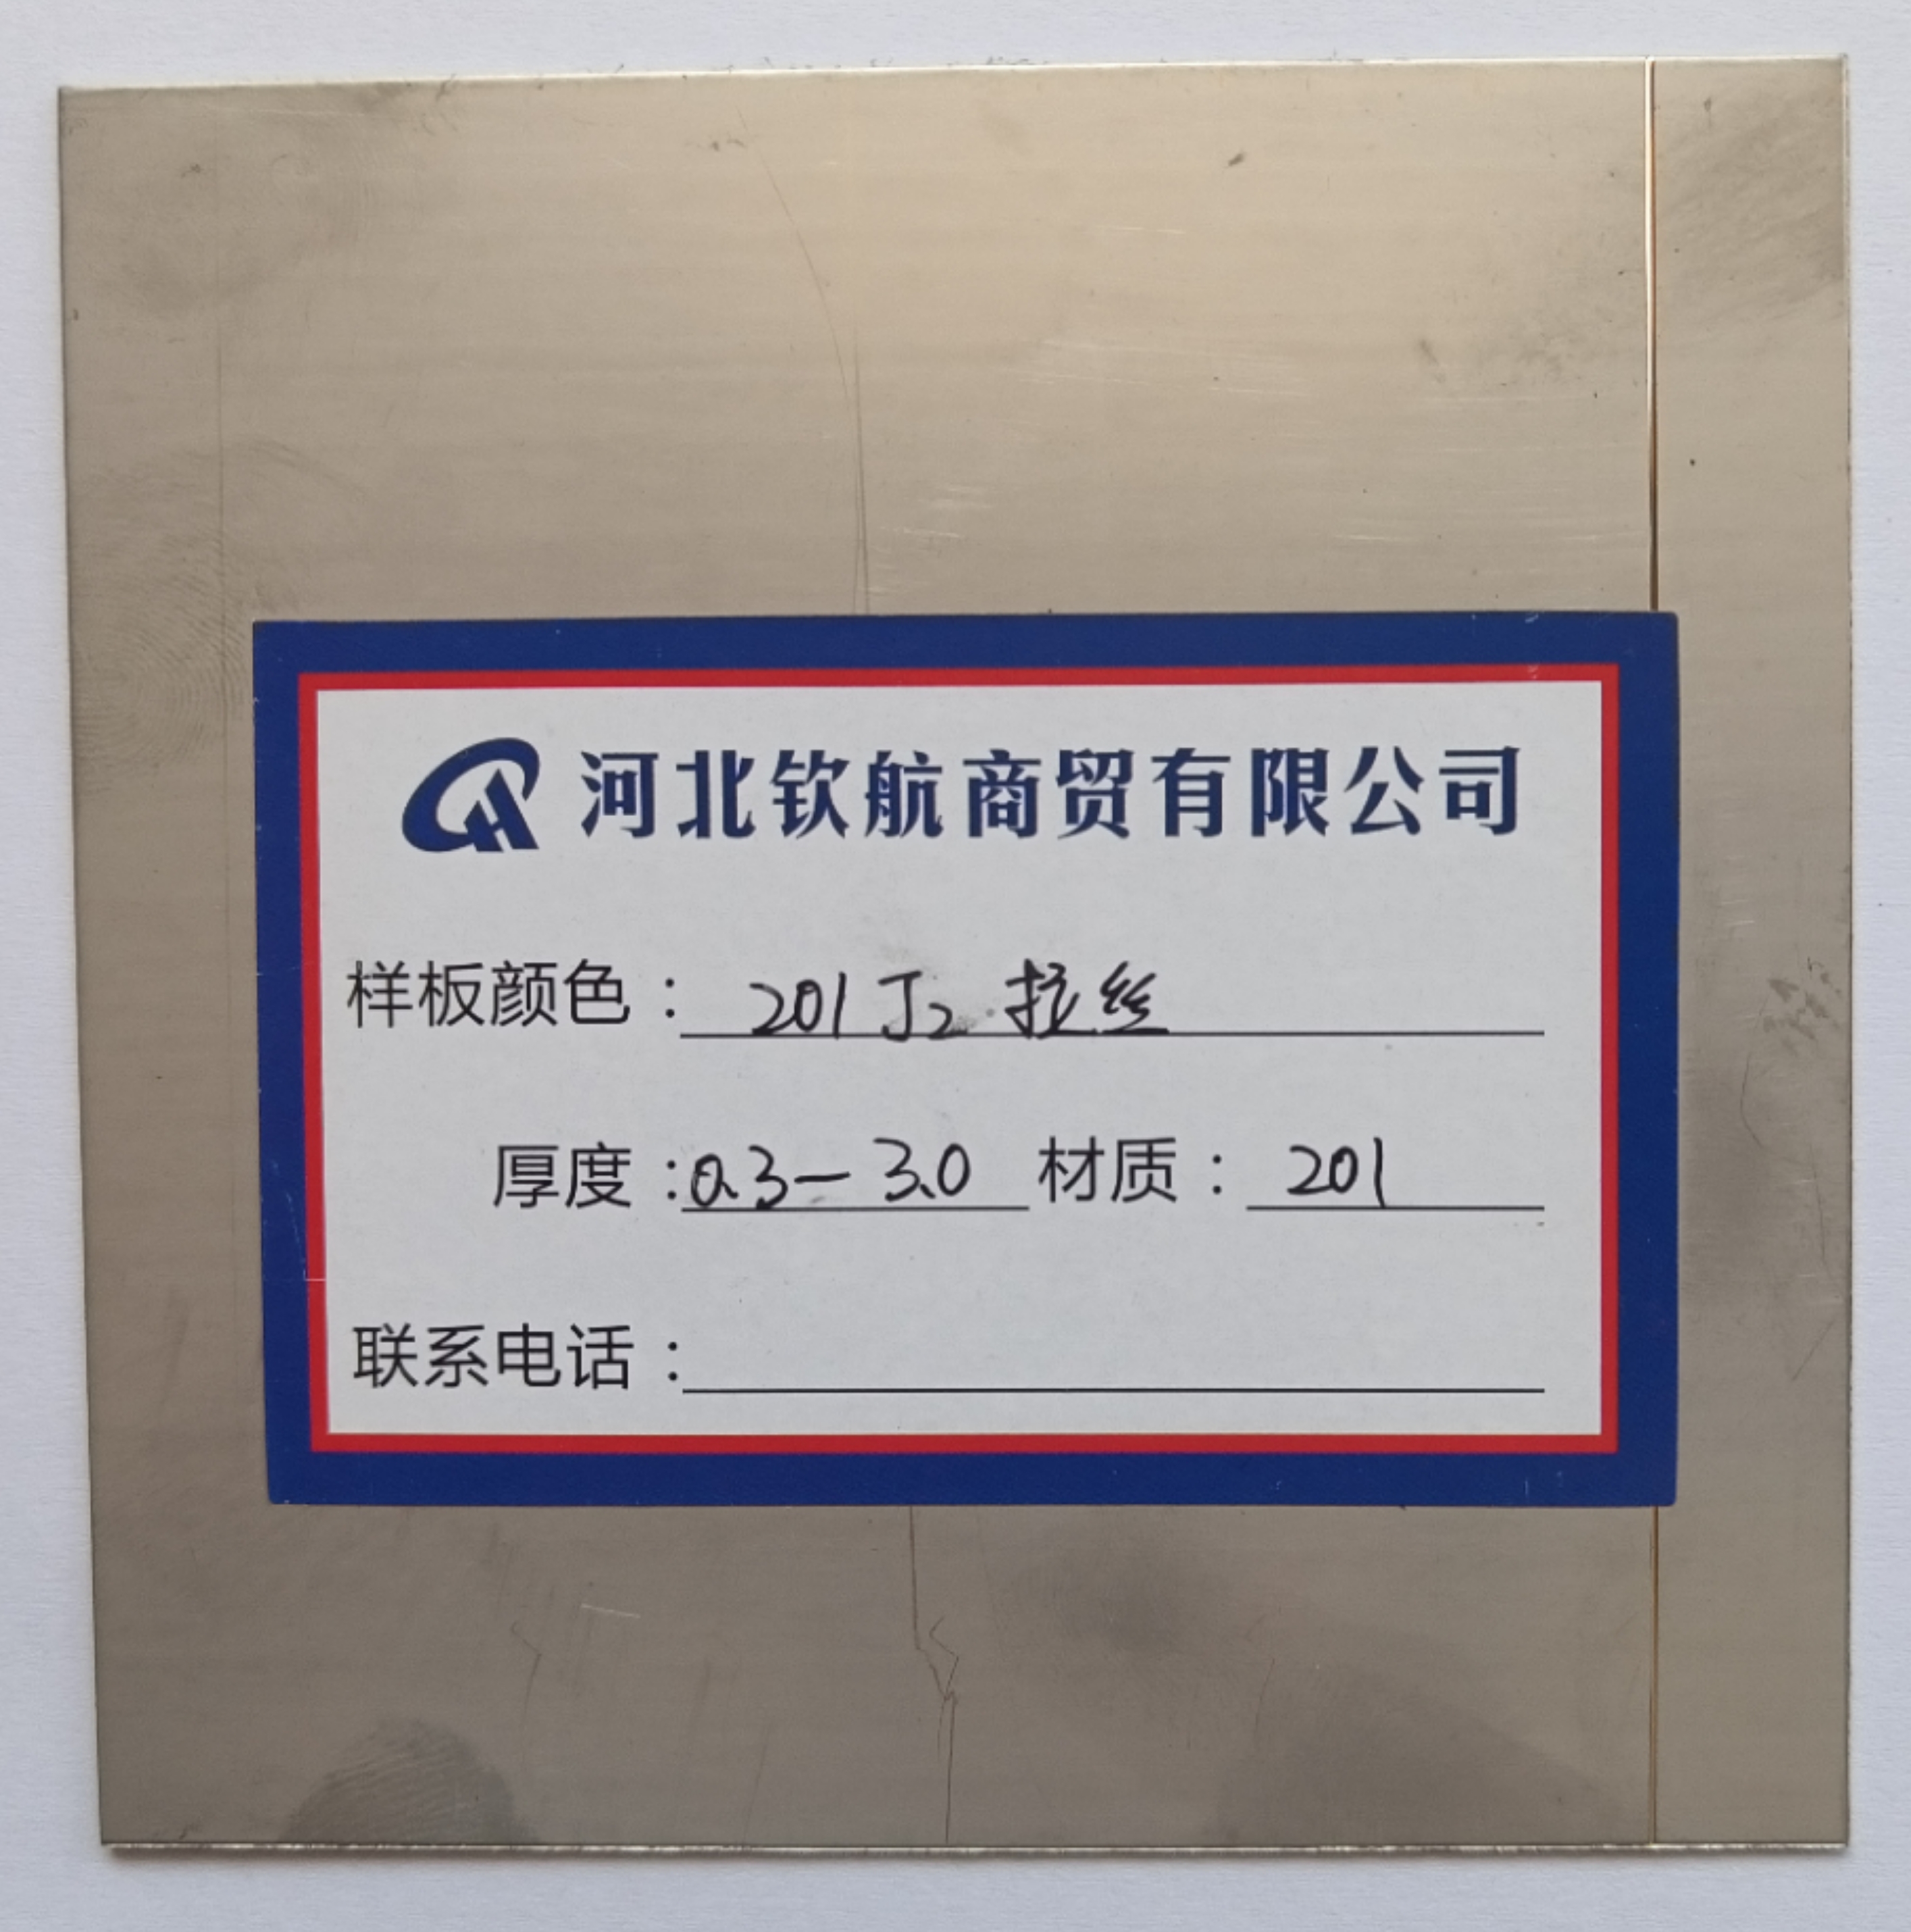 河北钦航商贸有限公司
样板颜色：201 J2 拉丝
厚度：0.3-3.0 材质：201
联系电话：